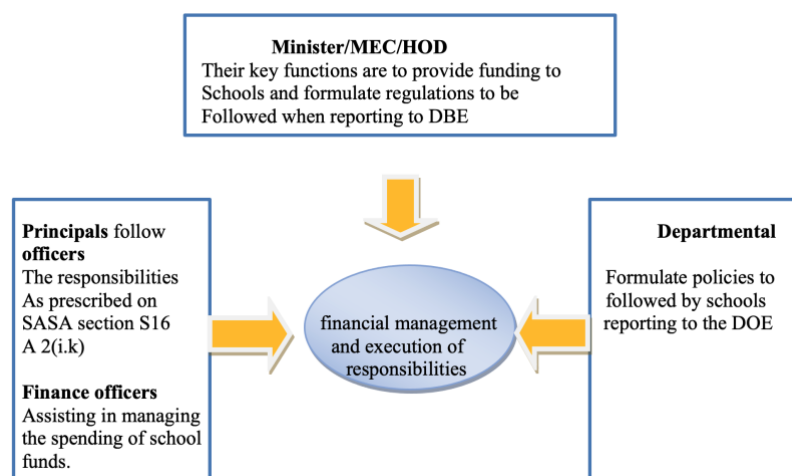 Minister/MEC/HOD
Their key functions are to provide funding to
Schools and formulate regulations to be
Followed when reporting to DBE
Principals follow
officers
The responsibilities
As prescribed on
SASA section S16
A 2(i.k)
Finance officers
Assisting in managing
the spending of school
funds.
financial management
and execution of
responsibilities
Departmental
Formulate policies to
followed by schools
reporting to the DOE